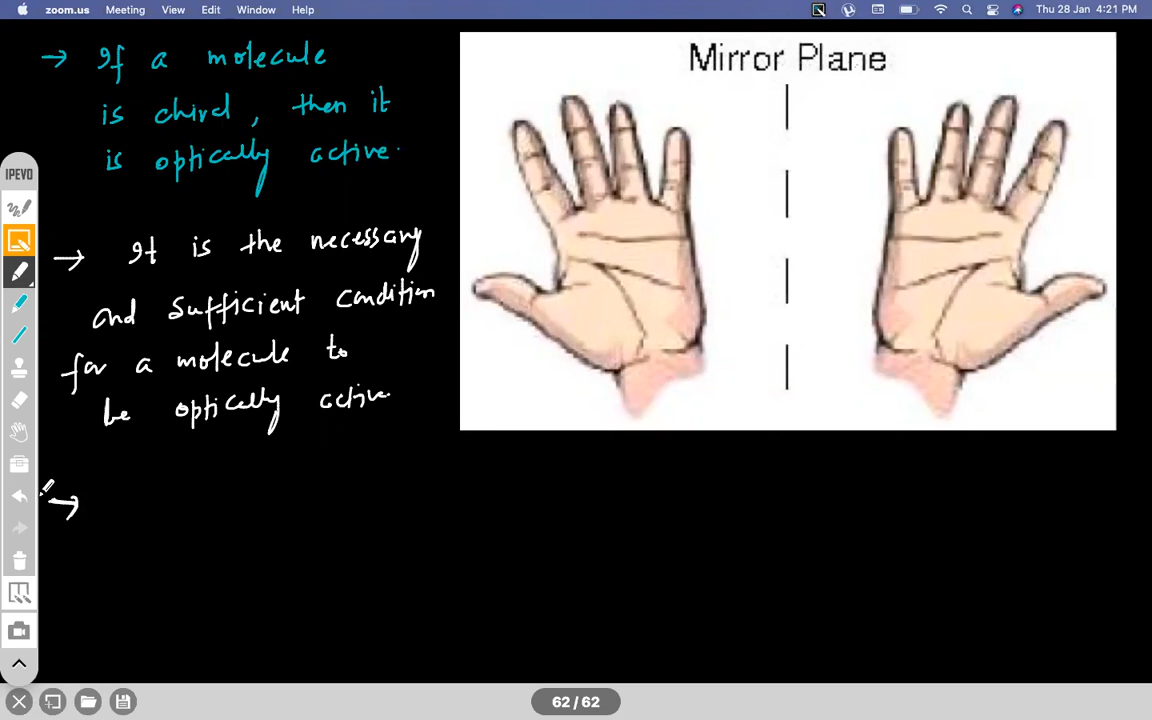 zoom.us Meeting View Edit Window Help Thu 28 Jan 4:21 PM
→ If a molecule
is chiral, then it
is optically active.
→ It is the necessary
and sufficient condition
for a molecule to
be optically active.
→
Mirror Plane
IPEVO
62 / 62